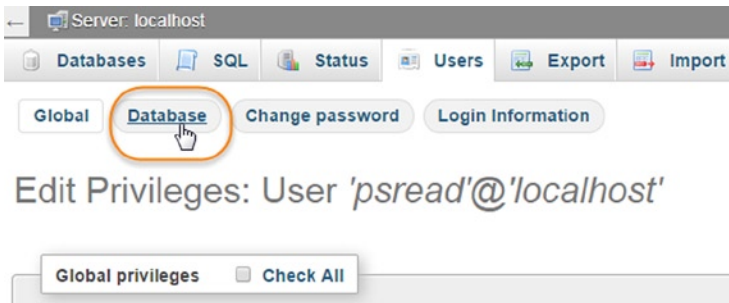 ← Server: localhost
Databases SQL Status Users Export Import
Global Database Change password Login Information
Edit Privileges: User 'psread'@'localhost'
Global privileges Check All